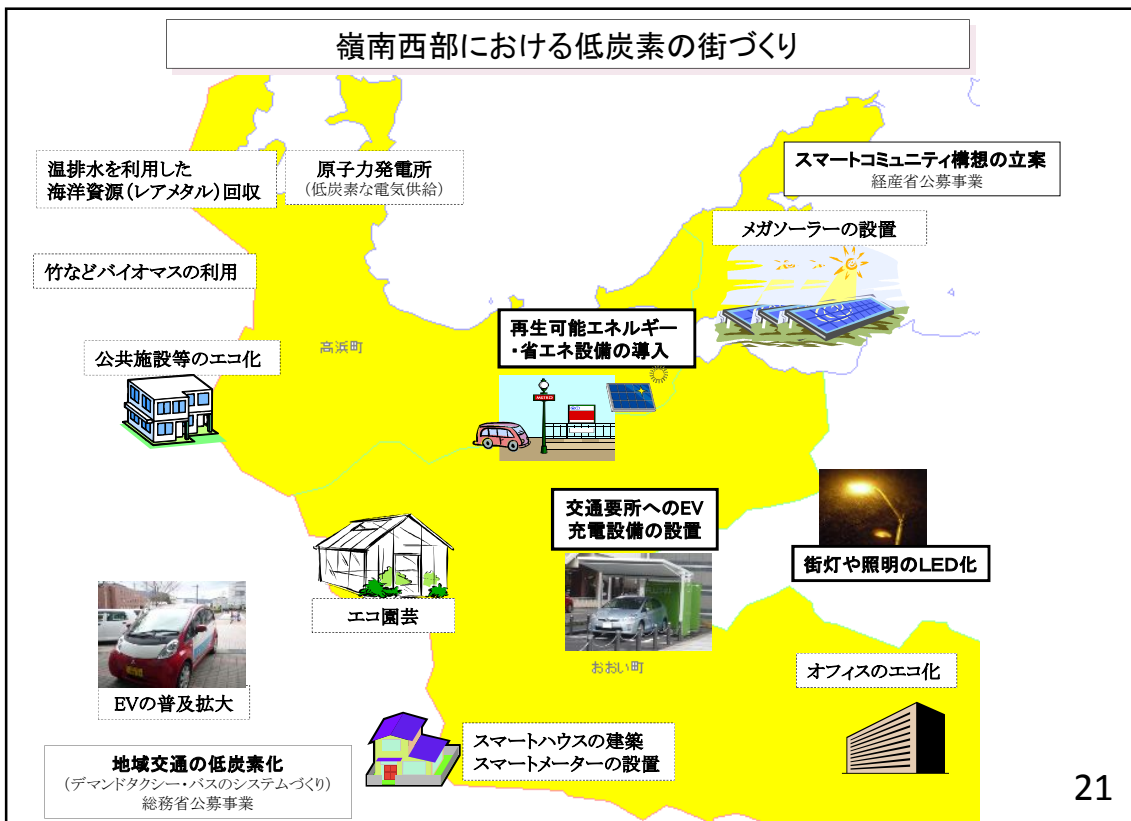 嶺南西部における低炭素の街づくり
温排水を利用した
海洋資源(レアメタル)回収
原子力発電所
(低炭素な電気供給)
スマートコミュニティ構想の立案
経産省公募事業
メガソーラーの設置
竹などバイオマスの利用
再生可能エネルギー
・省エネ設備の導入
高浜町
公共施設等のエコ化
METRO
交通要所へのEV
充電設備の設置
街灯や照明のLED化
エコ園芸
おおい町
オフィスのエコ化
EVの普及拡大
スマートハウスの建築
スマートメーターの設置
地域交通の低炭素化
(デマンドタクシー・バスのシステムづくり)
総務省公募事業
21